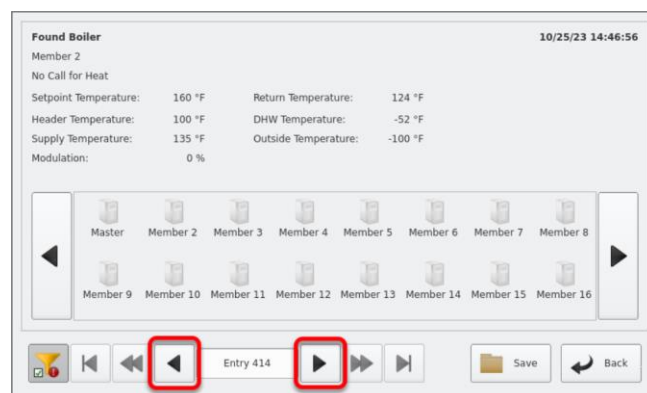 Found Boiler 10/25/23 14:46:56
Member 2
No Call for Heat
Setpoint Temperature: 160 °F Return Temperature: 124 °F
Header Temperature: 100 °F DHW Temperature: -52 °F
Supply Temperature: 135 °F Outside Temperature: -100 °F
Modulation: 0 %
Master Member 2 Member 3 Member 4 Member 5 Member 6 Member 7 Member 8
Member 9 Member 10 Member 11 Member 12 Member 13 Member 14 Member 15 Member 16
Entry 414 Save Back